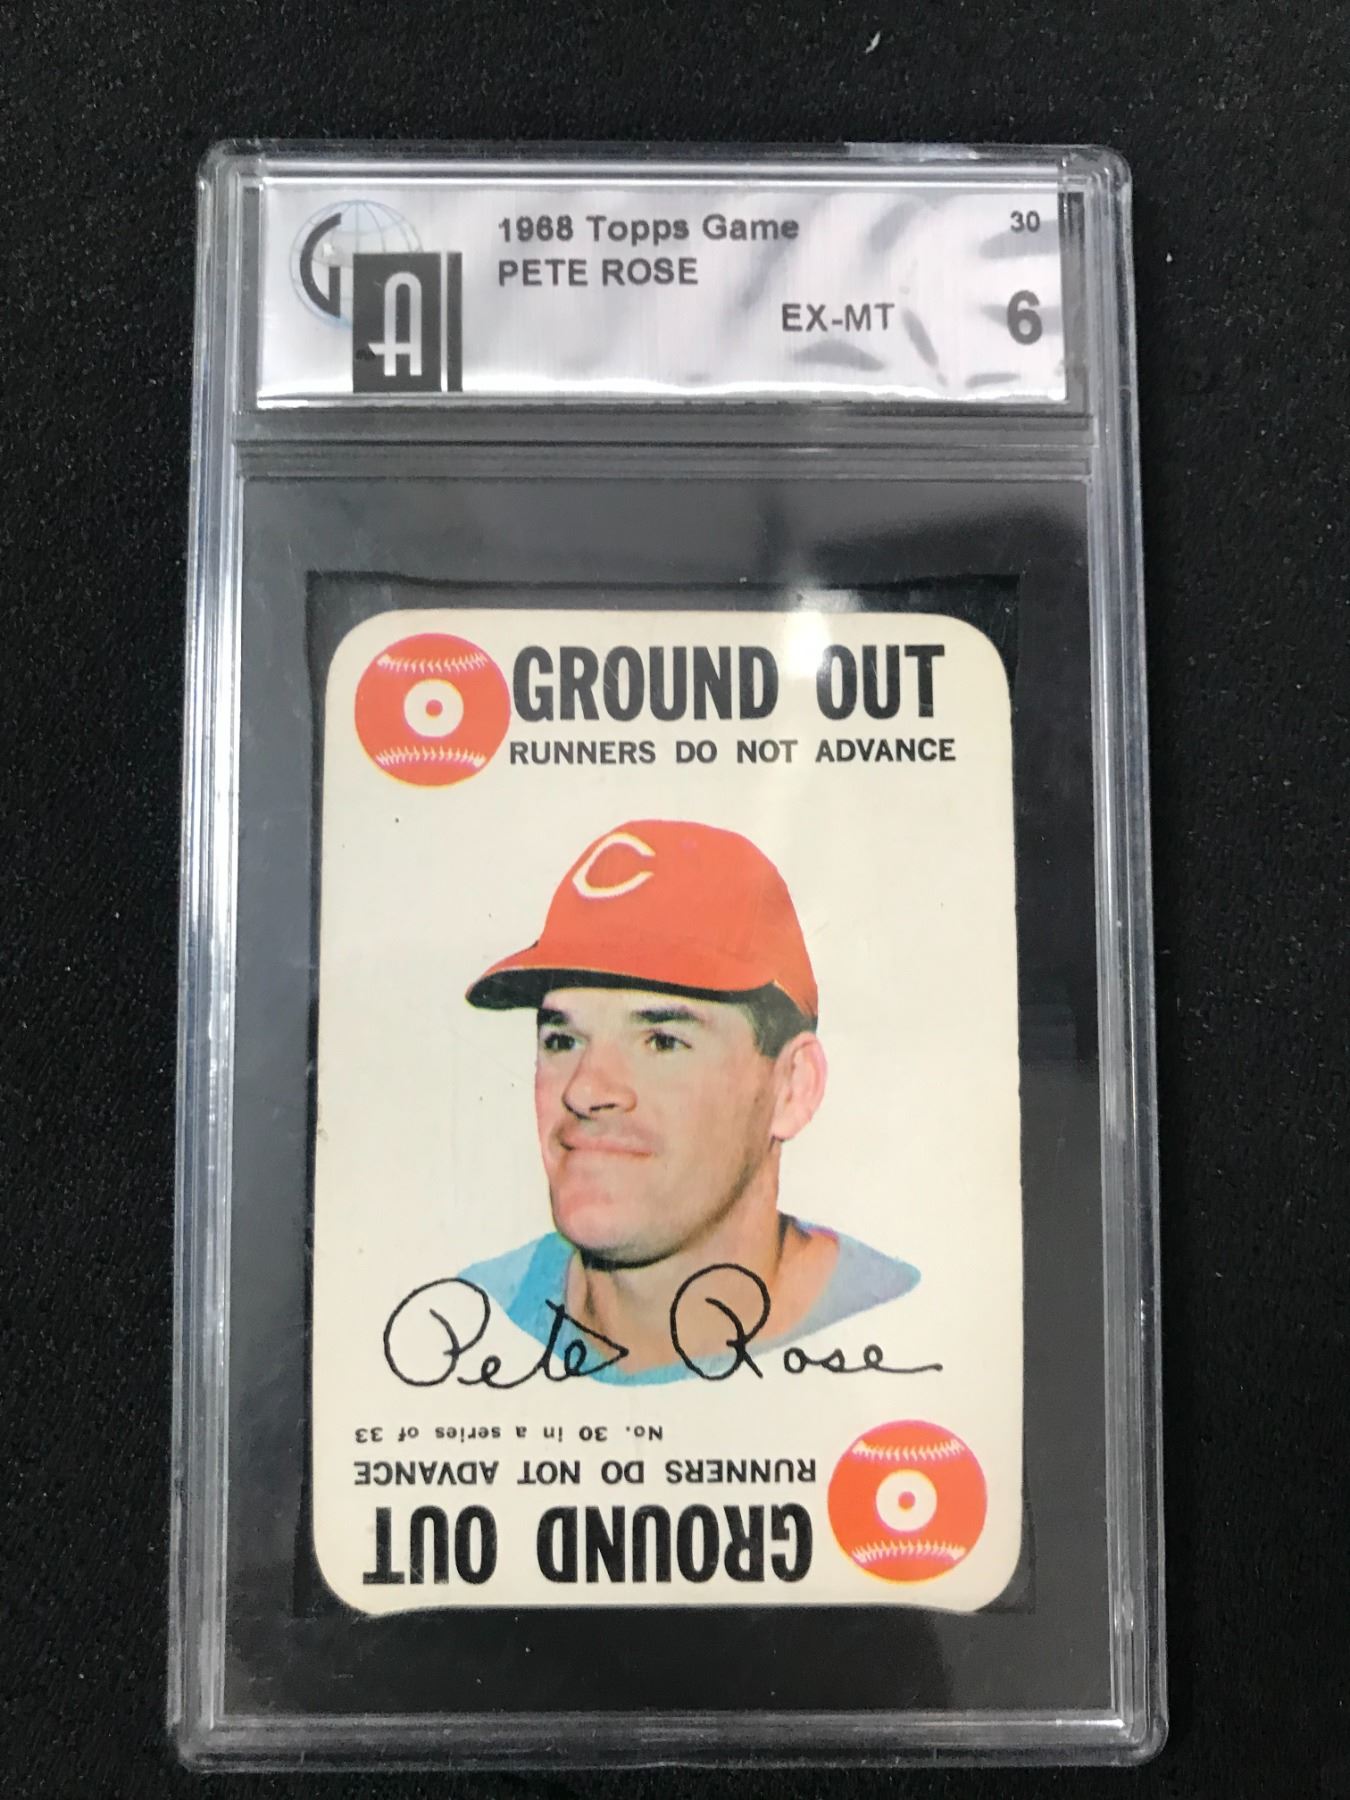 GA
1968 Topps Game 30
PETE ROSE
EX-MT 6
GROUND OUT
RUNNERS DO NOT ADVANCE
C
Pete Rose
No. 30 in a series of 33
RUNNERS DO NOT ADVANCE
GROUND OUT